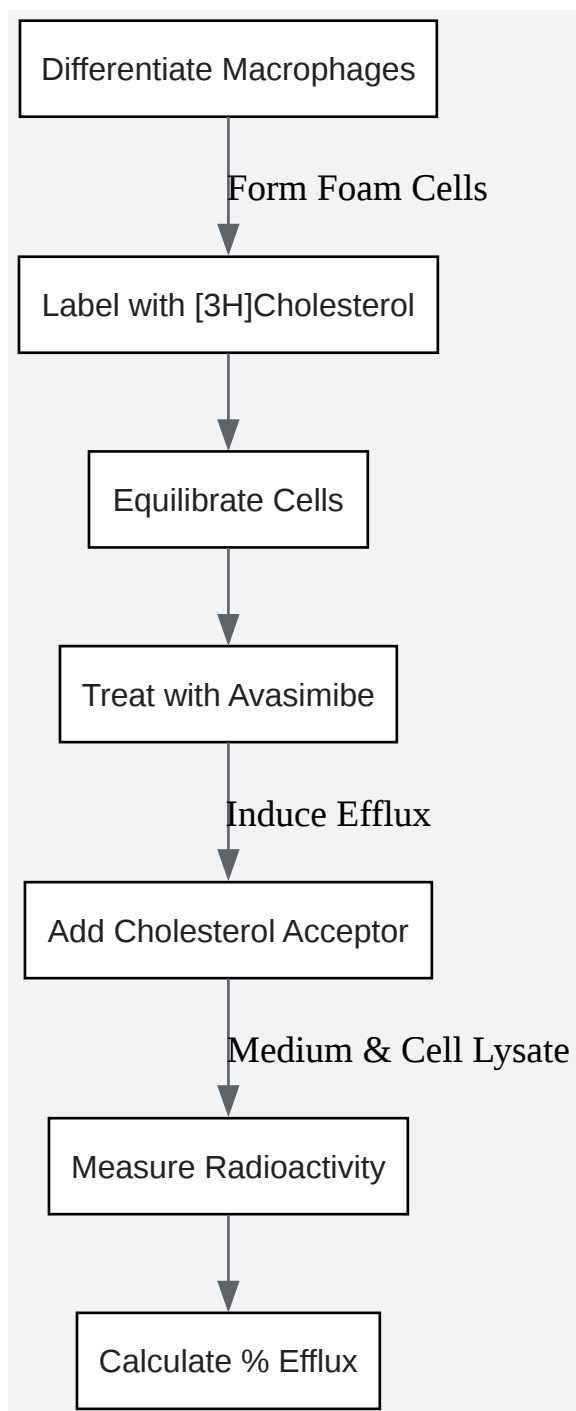 Differentiate Macrophages
Form Foam Cells
Label with [3H]Cholesterol
Equilibrate Cells
Treat with Avasimibe
Induce Efflux
Add Cholesterol Acceptor
Medium & Cell Lysate
Measure Radioactivity
Calculate % Efflux